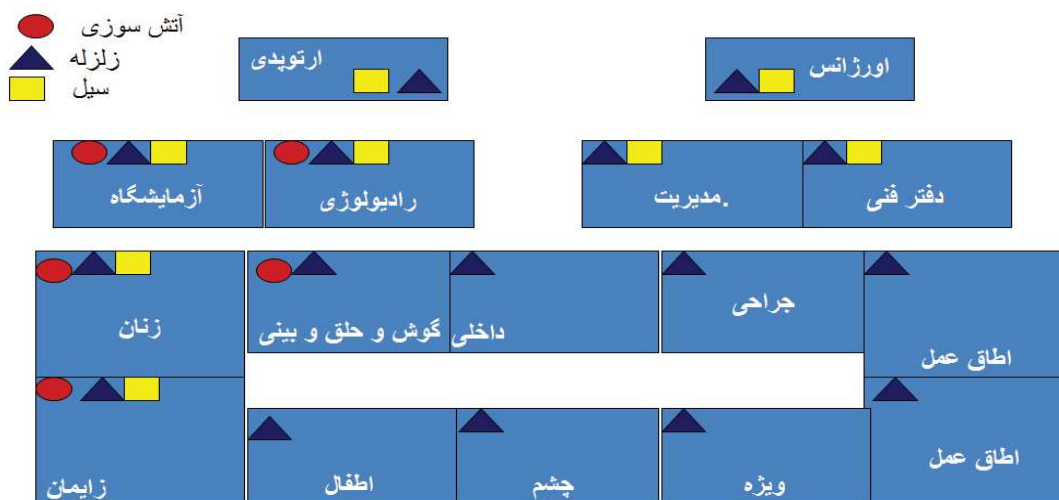 آتش سوزی
زلزله
سیل
اورژانس
ارتوپدی
دفتر فنی
مدیریت.
رادیولوژی
آزمایشگاه
اطاق عمل
جراحی
داخلی
گوش و حلق و بینی
زنان
اطاق عمل
ویژه
چشم
اطفال
زایمان